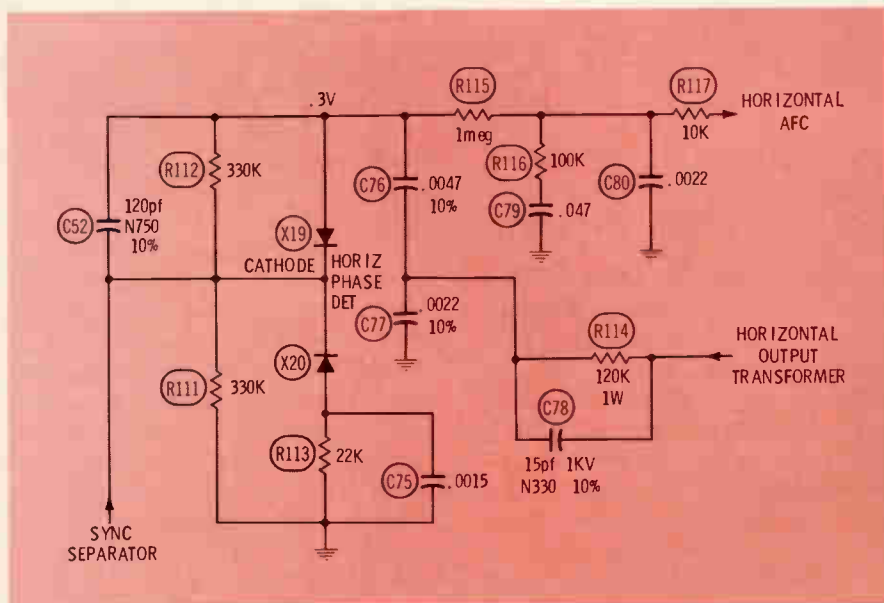 .3V
R115
1meg
R117
10K
HORIZONTAL
AFC
R112
330K
C76
.0047
10%
R116
100K
C79
.047
C80
.0022
C52
120pf
N750
10%
X19
CATHODE
HORIZ
PHASE
DET
C77
.0022
10%
R114
120K
1W
HORIZONTAL
OUTPUT
TRANSFORMER
X20
R111
330K
C78
15pf 1KV
N330 10%
R113
22K
C75
.0015
SYNC
SEPARATOR